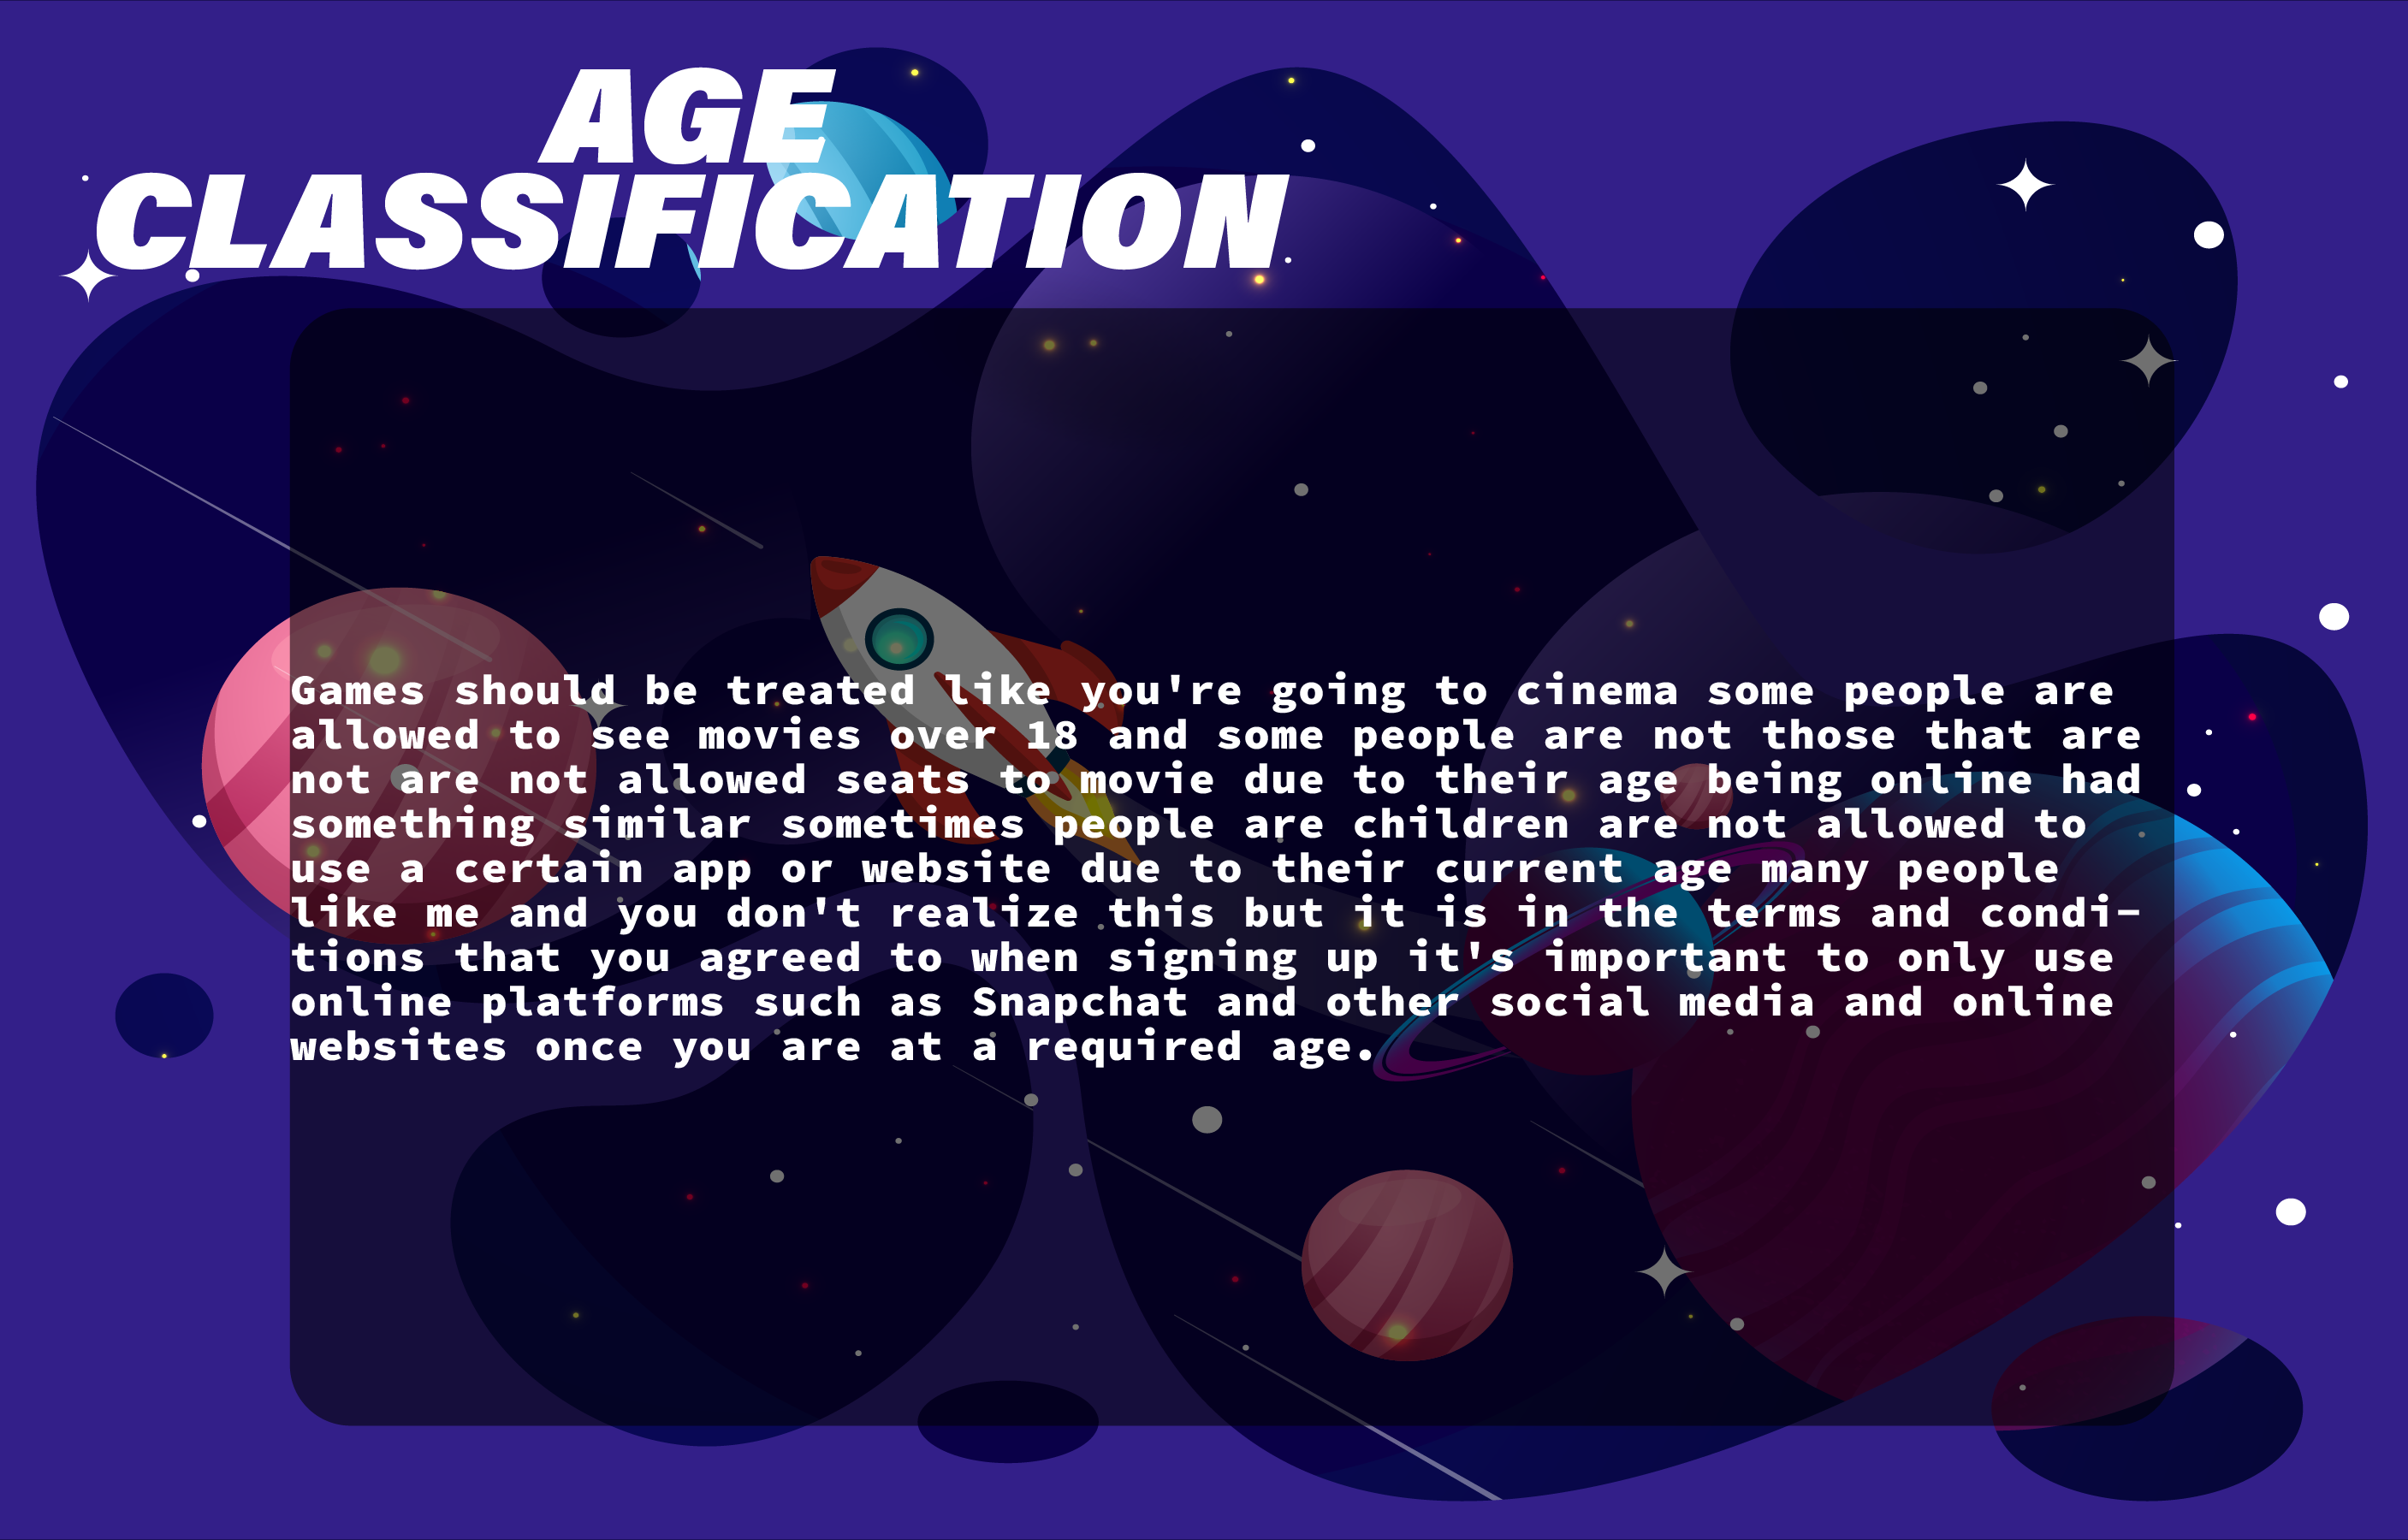 AGE
CLASSIFICATION
Games should be treated like you're going to cinema some people are
allowed to see movies over 18 and some people are not those that are
not are not allowed seats to movie due to their age being online had
something similar sometimes people are children are not allowed to
use a certain app or website due to their current age many people
like me and you don't realize this but it is in the terms and condi-
tions that you agreed to when signing up it's important to only use
online platforms such as Snapchat and other social media and online
websites once you are at a required age.